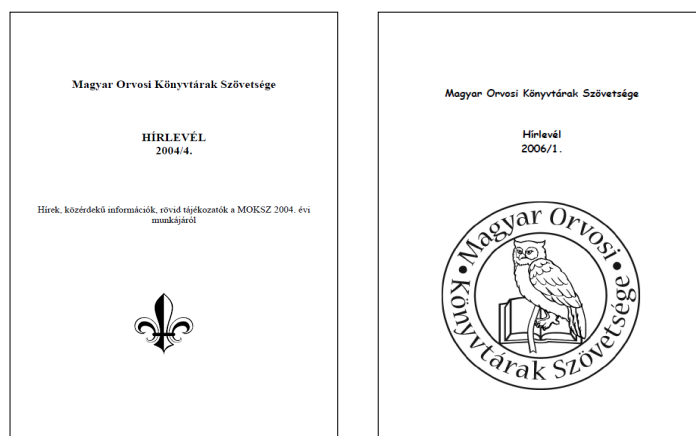 Magyar Orvosi Könyvtárak Szövetsége
HÍRLEVÉL
2004/4.
Hírek, közérdekű információk, rövid tájékozatók a MOKSZ 2004. évi
munkájáról
Magyar Orvosi Könyvtárak Szövetsége
Hírlevél
2006/1.
• Magyar Orvosi •
Könyvtárak Szövetsége